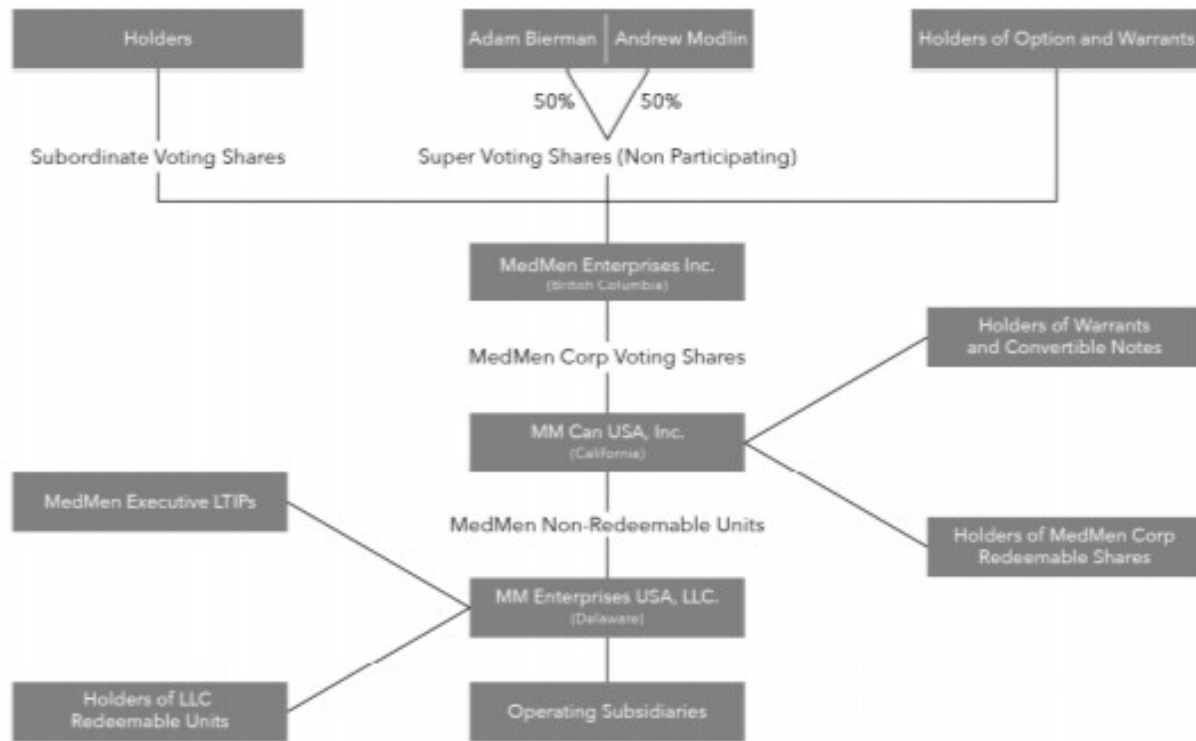 Holders
Adam Bierman
Andrew Modlin
Holders of Option and Warrants
50%
50%
Subordinate Voting Shares
Super Voting Shares (Non Participating)
MedMen Enterprises Inc.
(British Columbia)
Holders of Warrants
and Convertible Notes
MedMen Corp Voting Shares
MM Can USA, Inc.
(California)
MedMen Executive LTIPs
MedMen Non-Redeemable Units
Holders of MedMen Corp
Redeemable Shares
MM Enterprises USA, LLC.
(Delaware)
Holders of LLC
Redeemable Units
Operating Subsidiaries